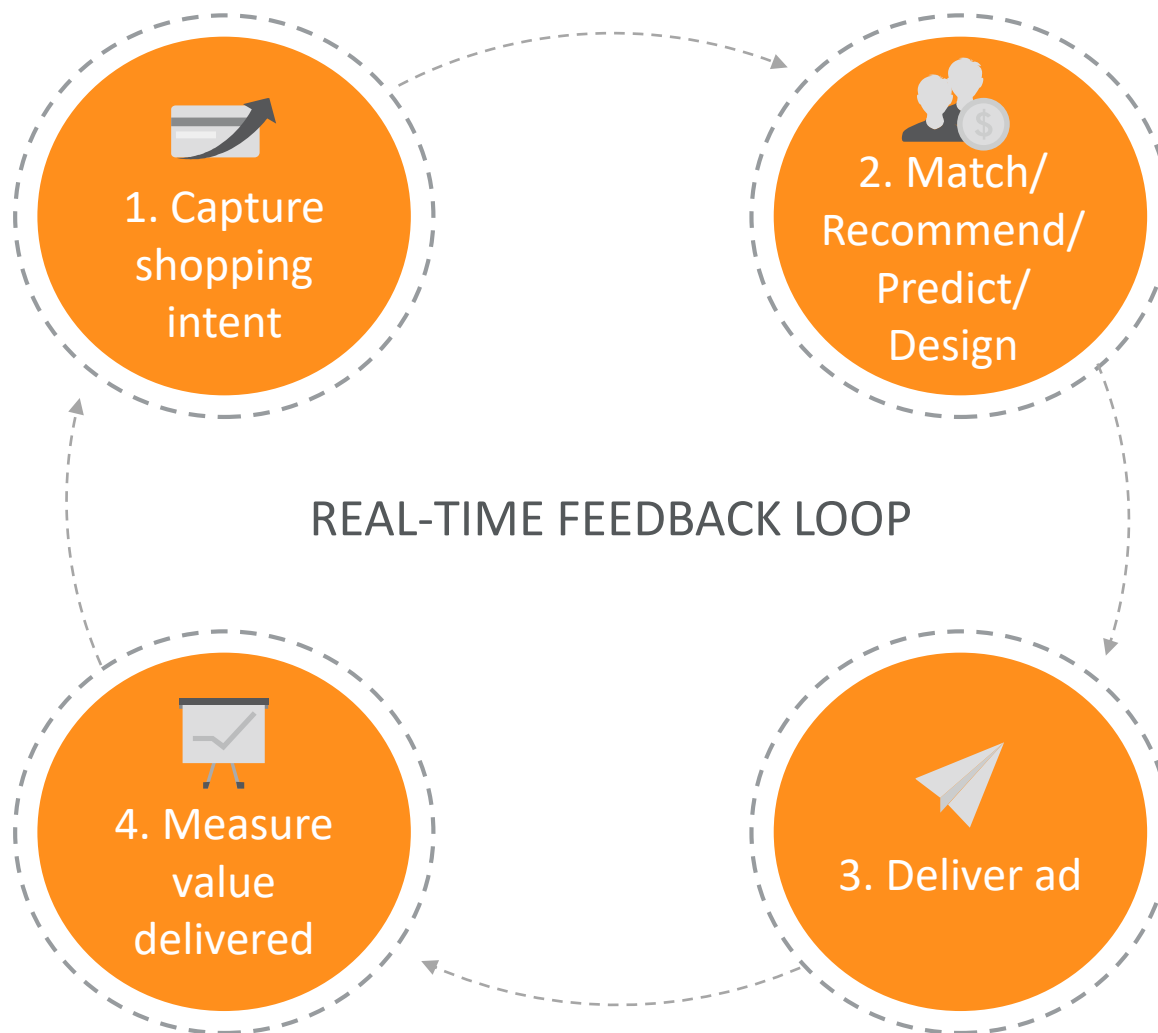 1. Capture
shopping
intent
2. Match/
Recommend/
Predict/
Design
$
REAL-TIME FEEDBACK LOOP
4. Measure
value
delivered
3. Deliver ad